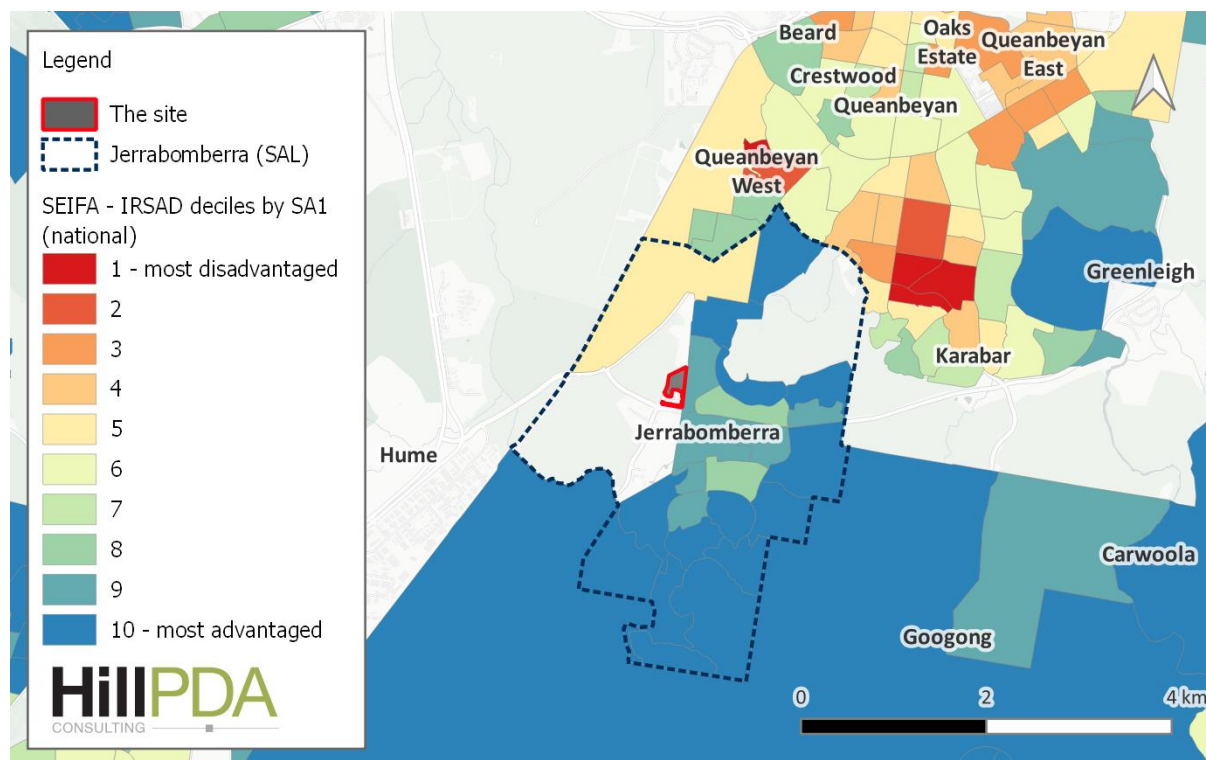 Legend
The site
Jerrabomberra (SAL)
SEIFA - IRSAD deciles by SA1
(national)
1 - most disadvantaged
2
3
4
5
6
7
8
9
10 - most advantaged
HillPDA
CONSULTING
Beard
Oaks
Estate
Queanbeyan
East
Crestwood
Queanbeyan
Queanbeyan
West
Greenleigh
Karabar
Jerrabomberra
Hume
Carwoola
Googong
0
2
4 km